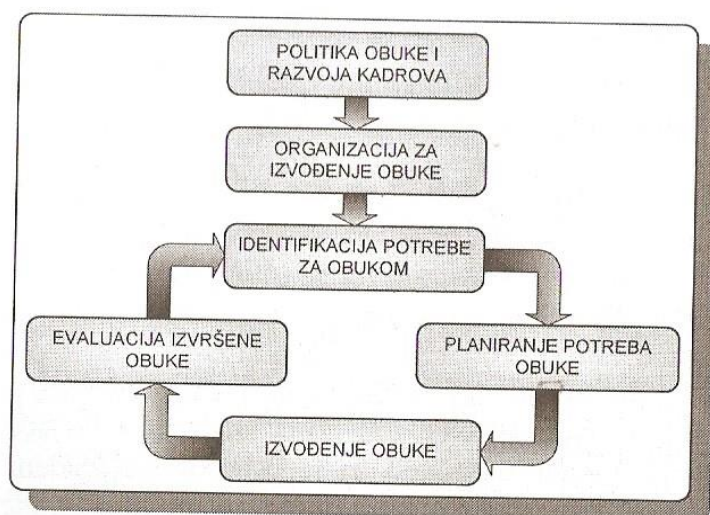 POLITIKA OBUKE I
RAZVOJA KADROVA
ORGANIZACIJA ZA
IZVOĐENJE OBUKE
IDENTIFIKACIJA POTREBE
ZA OBUKOM
EVALUACIJA IZVRŠENE
OBUKE
PLANIRANJE POTREBA
OBUKE
IZVOĐENJE OBUKE